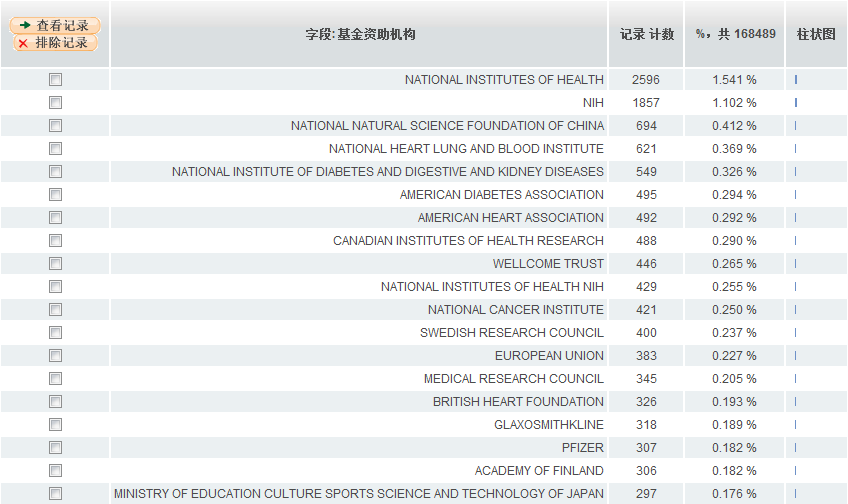 查看记录
排除记录
字段: 基金资助机构
记录 计数
%，共 168489
柱状图
NATIONAL INSTITUTES OF HEALTH 2596 1.541 %
NIH 1857 1.102 %
NATIONAL NATURAL SCIENCE FOUNDATION OF CHINA 694 0.412 %
NATIONAL HEART LUNG AND BLOOD INSTITUTE 621 0.369 %
NATIONAL INSTITUTE OF DIABETES AND DIGESTIVE AND KIDNEY DISEASES 549 0.326 %
AMERICAN DIABETES ASSOCIATION 495 0.294 %
AMERICAN HEART ASSOCIATION 492 0.292 %
CANADIAN INSTITUTES OF HEALTH RESEARCH 488 0.290 %
WELLCOME TRUST 446 0.265 %
NATIONAL INSTITUTES OF HEALTH NIH 429 0.255 %
NATIONAL CANCER INSTITUTE 421 0.250 %
SWEDISH RESEARCH COUNCIL 400 0.237 %
EUROPEAN UNION 383 0.227 %
MEDICAL RESEARCH COUNCIL 345 0.205 %
BRITISH HEART FOUNDATION 326 0.193 %
GLAXOSMITHKLINE 318 0.189 %
PFIZER 307 0.182 %
ACADEMY OF FINLAND 306 0.182 %
MINISTRY OF EDUCATION CULTURE SPORTS SCIENCE AND TECHNOLOGY OF JAPAN 297 0.176 %